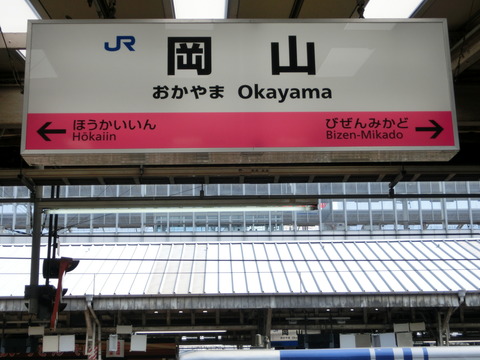 JR 岡山
おかやま Okayama
← ほうかいいん びぜんみかど →
Hōkaiin Bizen-Mikado